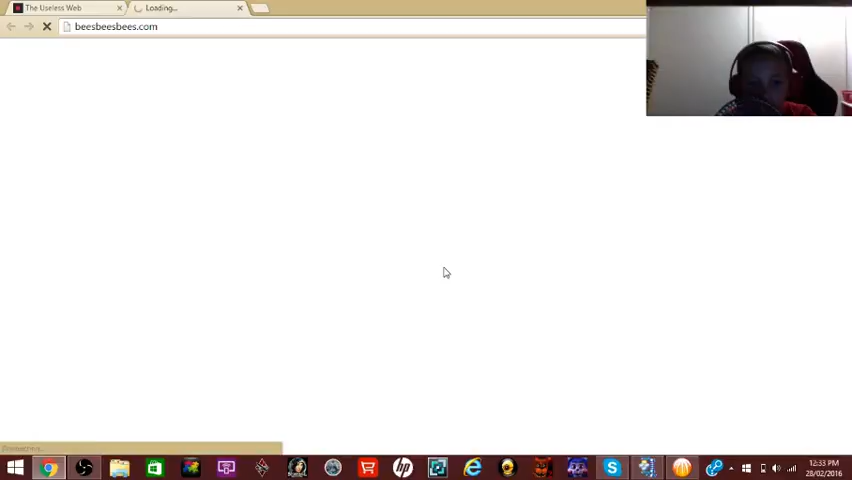 The Useless Web
Loading...
beesbeesbees.com
12:33 PM
28/02/2016